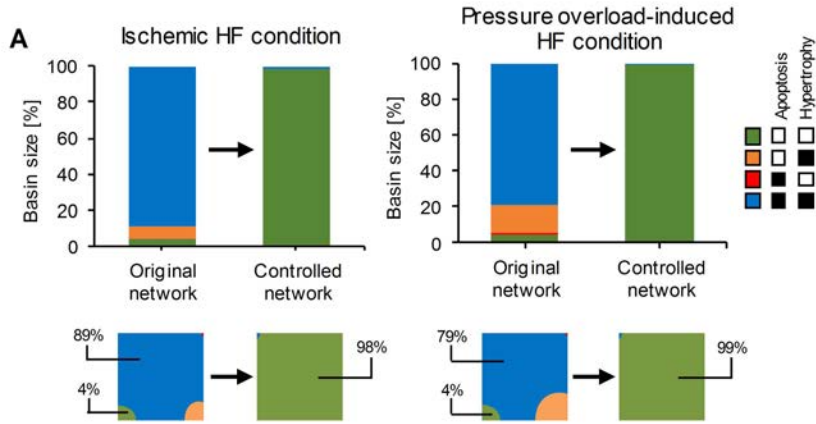 A
Ischemic HF condition
Pressure overload-induced
HF condition
Basin size [%]
100
80
60
40
20
0
Original
network
Controlled
network
Basin size [%]
100
80
60
40
20
0
Original
network
Controlled
network
Apoptosis
Hypertrophy
89%
4%
98%
79%
4%
99%